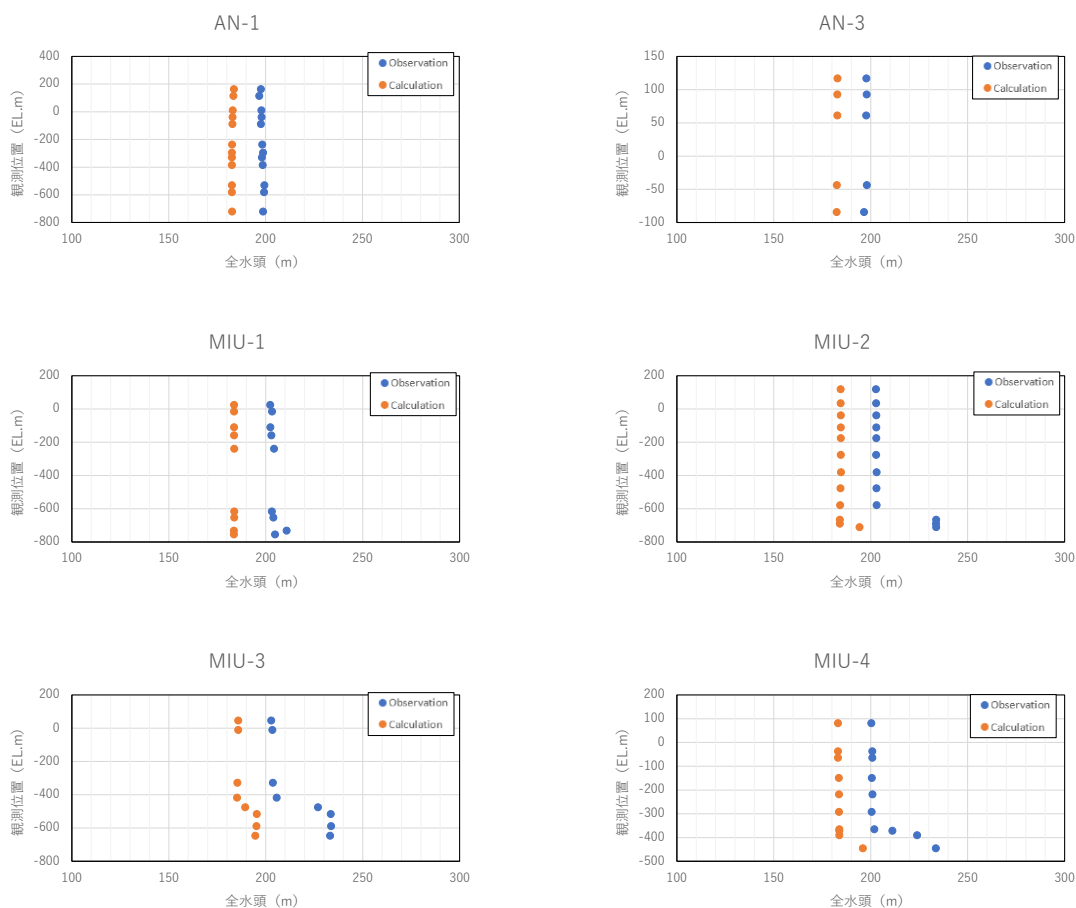 AN-1
400
200
0
-200
-400
-600
-800
観測位置（EL.m）
100
150
200
250
300
全水頭（m）
Observation
Calculation
AN-3
150
100
50
0
-50
-100
観測位置（EL.m）
100
150
200
250
300
全水頭（m）
Observation
Calculation
MIU-1
200
0
-200
-400
-600
-800
観測位置（EL.m）
100
150
200
250
300
全水頭（m）
Observation
Calculation
MIU-2
200
0
-200
-400
-600
-800
観測位置（EL.m）
100
150
200
250
300
全水頭（m）
Observation
Calculation
MIU-3
200
0
-200
-400
-600
-800
観測位置（EL.m）
100
150
200
250
300
全水頭（m）
Observation
Calculation
MIU-4
200
100
0
-100
-200
-300
-400
-500
観測位置（EL.m）
100
150
200
250
300
全水頭（m）
Observation
Calculation